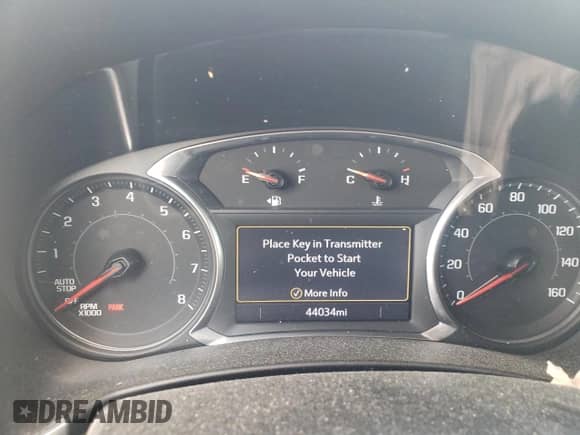 E F
C H
1 2 3 4 5 6 7 8
AUTO
STOP
OFF
RPM
X1000
PARK
Place Key in Transmitter
Pocket to Start
Your Vehicle
More Info
44034mi
0 20 40 60 80 100 120 140 160
DREAMBID